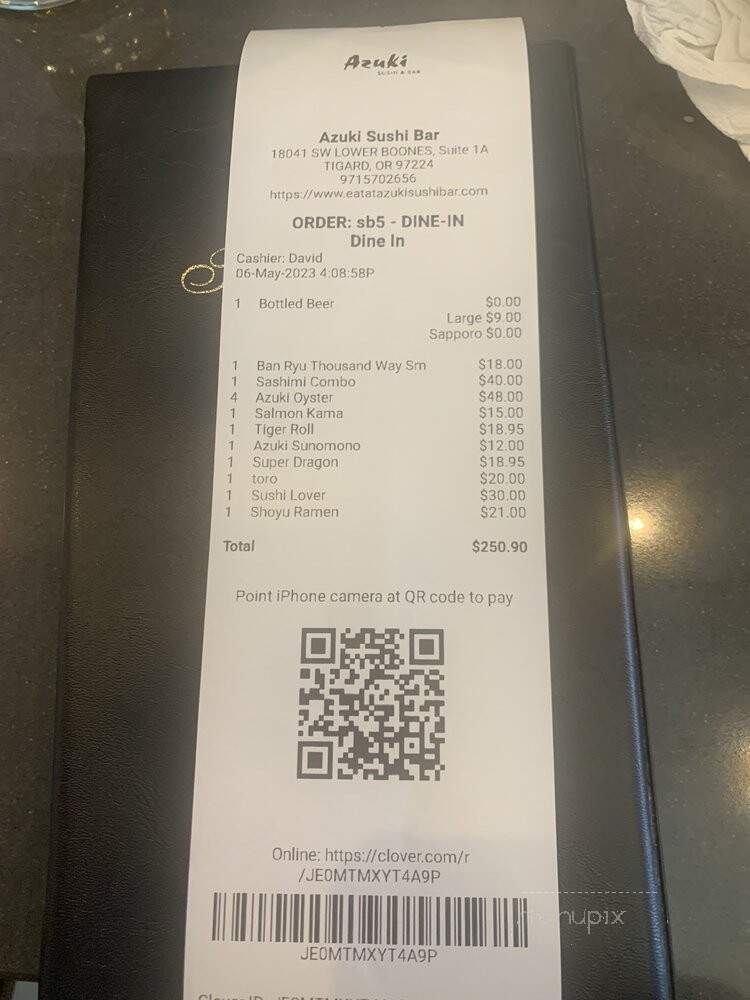 Azuki
SUSHI & BAR
Azuki Sushi Bar
18041 SW LOWER BOONES, Suite 1A
TIGARD, OR 97224
9715702656
https://www.eatatazukisushibar.com
ORDER: sb5 - DINE-IN
Dine In
Cashier: David
06-May-2023 4:08:58P
1 Bottled Beer $0.00
Large $9.00
Sapporo $0.00
1 Ban Ryu Thousand Way Sm $18.00
1 Sashimi Combo $40.00
4 Azuki Oyster $48.00
1 Salmon Kama $15.00
1 Tiger Roll $18.95
1 Azuki Sunomono $12.00
1 Super Dragon $18.95
1 toro $20.00
1 Sushi Lover $30.00
1 Shoyu Ramen $21.00
Total $250.90
Point iPhone camera at QR code to pay
Online: https://clover.com/r
/JE0MTMXYT4A9P
JE0MTMXYT4A9P
menupix